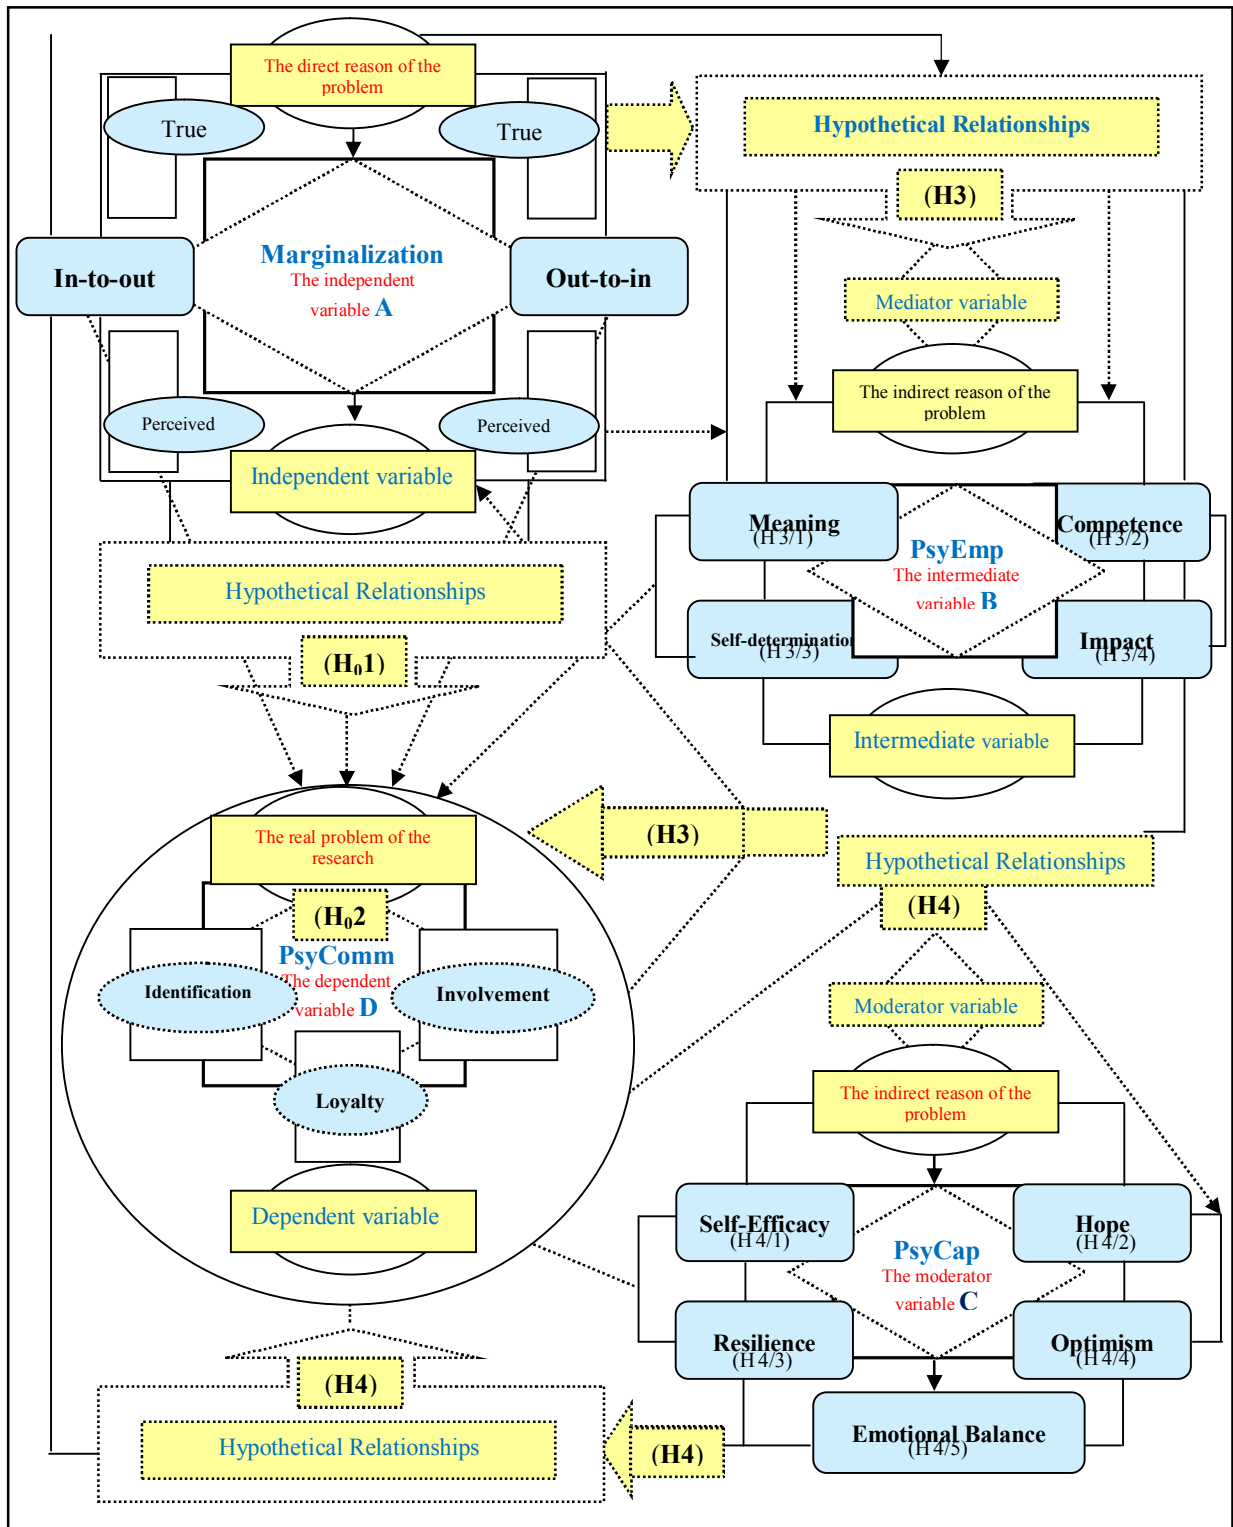 The direct reason of the
problem
True
True
Hypothetical Relationships
(H3)
Marginalization
The independent
variable A
In-to-out
Out-to-in
Mediator variable
The indirect reason of the
problem
Perceived
Perceived
Independent variable
Meaning
(H 3/1)
Competence
(H 3/2)
PsyEmp
The intermediate
variable B
Self-determination
(H 3/3)
Impact
(H 3/4)
Hypothetical Relationships
(H₀1)
Intermediate variable
The real problem of the
research
(H3)
Hypothetical Relationships
(H4)
(H₀2
PsyComm
The dependent
variable D
Identification
Involvement
Loyalty
Moderator variable
The indirect reason of the
problem
Dependent variable
Self-Efficacy
(H 4/1)
Hope
(H 4/2)
PsyCap
The moderator
variable C
Resilience
(H 4/3)
Optimism
(H 4/4)
(H4)
Hypothetical Relationships
(H4)
Emotional Balance
(H 4/5)